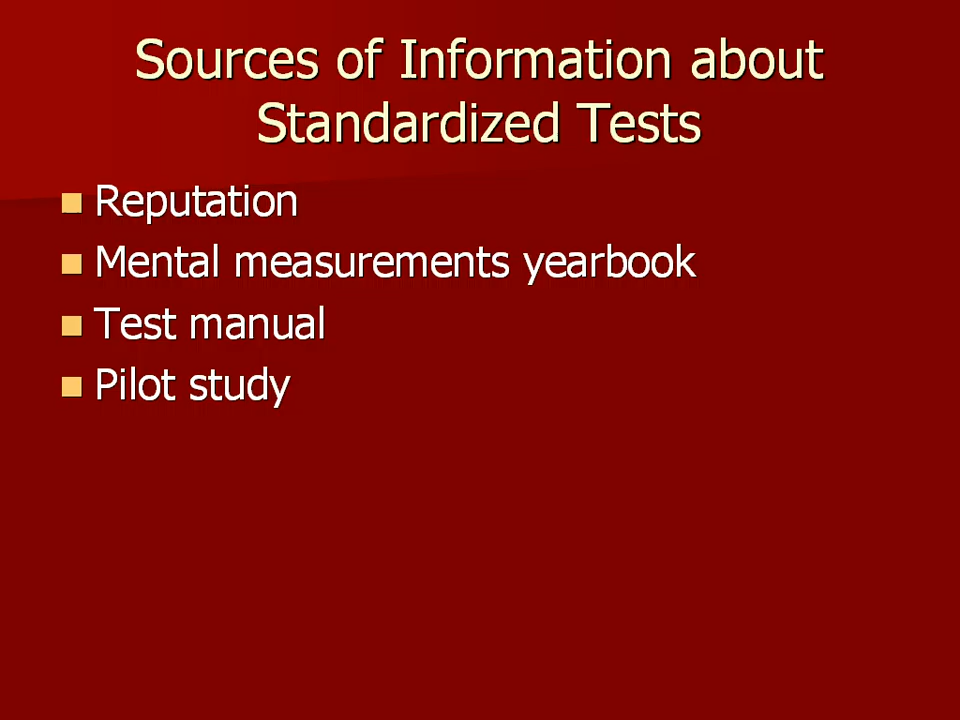 Sources of Information about
Standardized Tests
Reputation
Mental measurements yearbook
Test manual
Pilot study